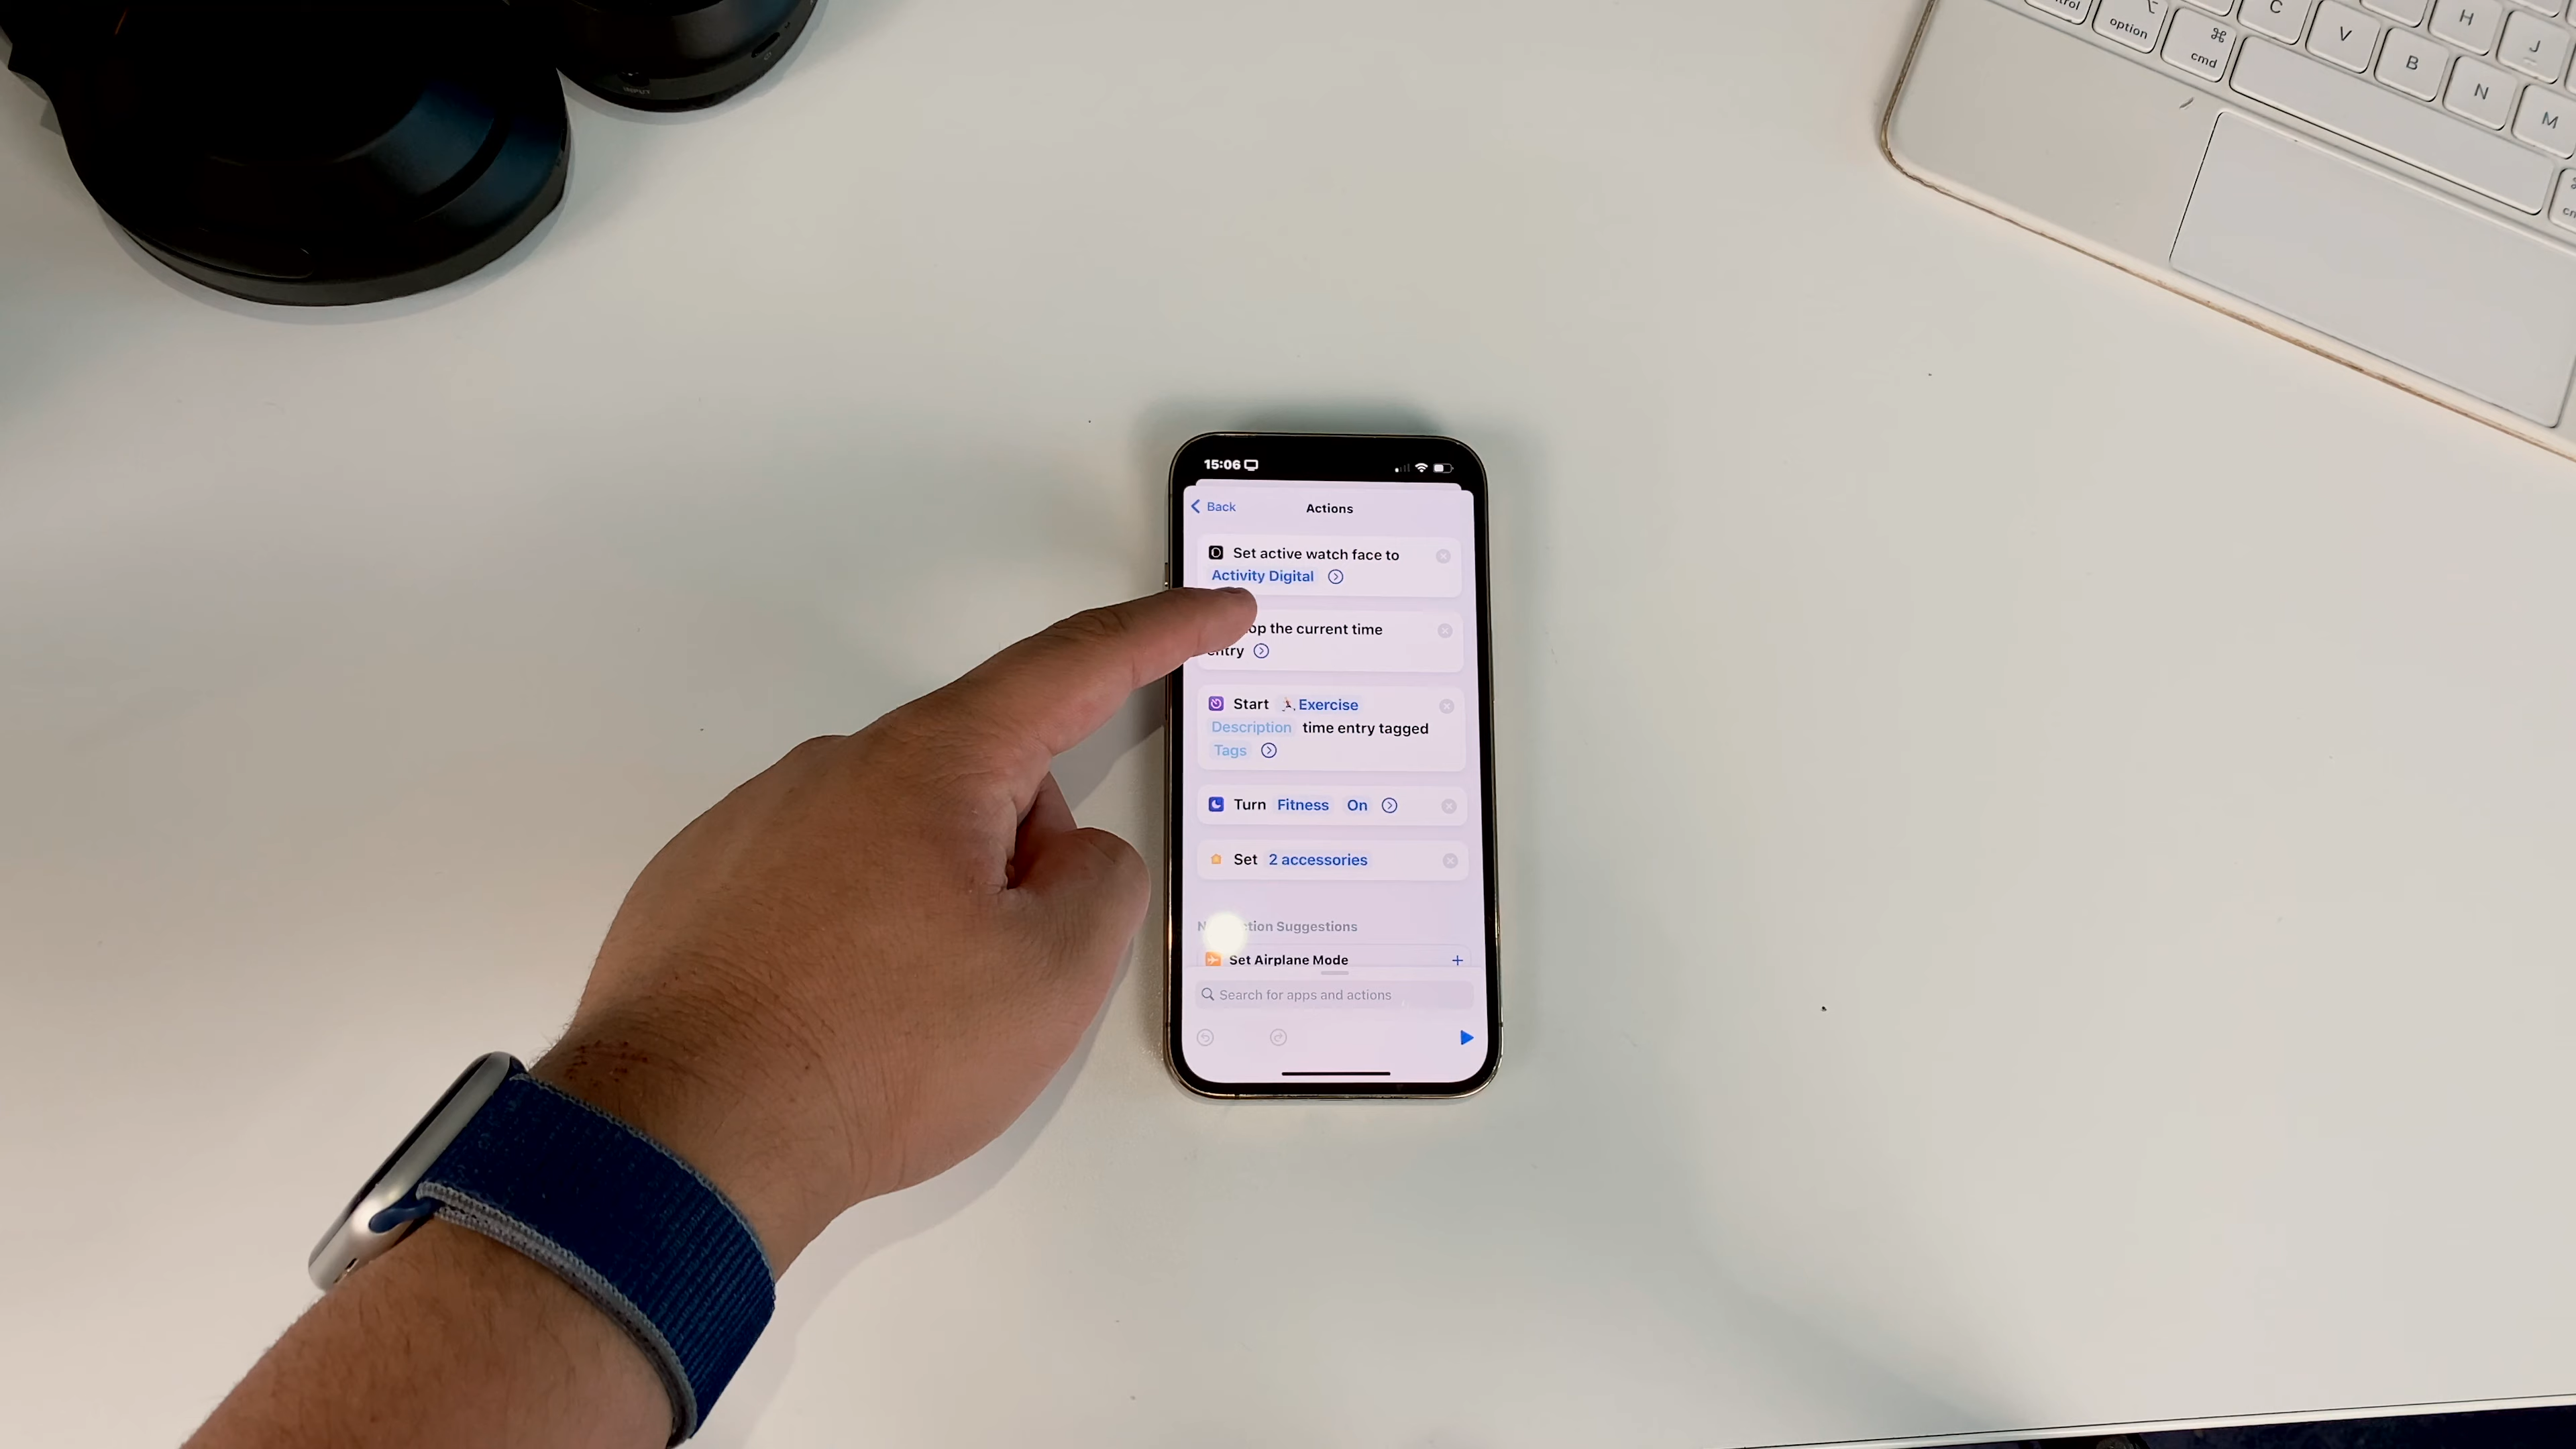 option
cmd
C
V
B
H
N
J
M
15:06
Back
Actions
Set active watch face to
Activity Digital
op the current time
entry
Start Exercise
Description time entry tagged
Tags
Turn Fitness On
Set 2 accessories
ction Suggestions
Set Airplane Mode
Search for apps and actions